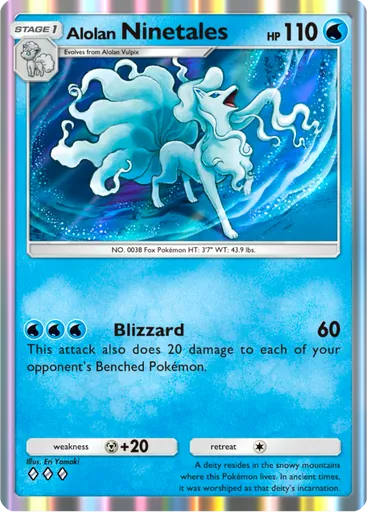 STAGE 1
Alolan Ninetales HP 110
Evolves from Alolan Vulpix
NO. 0038 Fox Pokémon HT: 3'7" WT: 43.9 lbs.
Blizzard 60
This attack also does 20 damage to each of your
opponent's Benched Pokémon.
weakness +20 retreat
Illus. Eri Yamaki
A deity resides in the snowy mountains
where this Pokémon lives. In ancient times,
it was worshiped as that deity's incarnation.